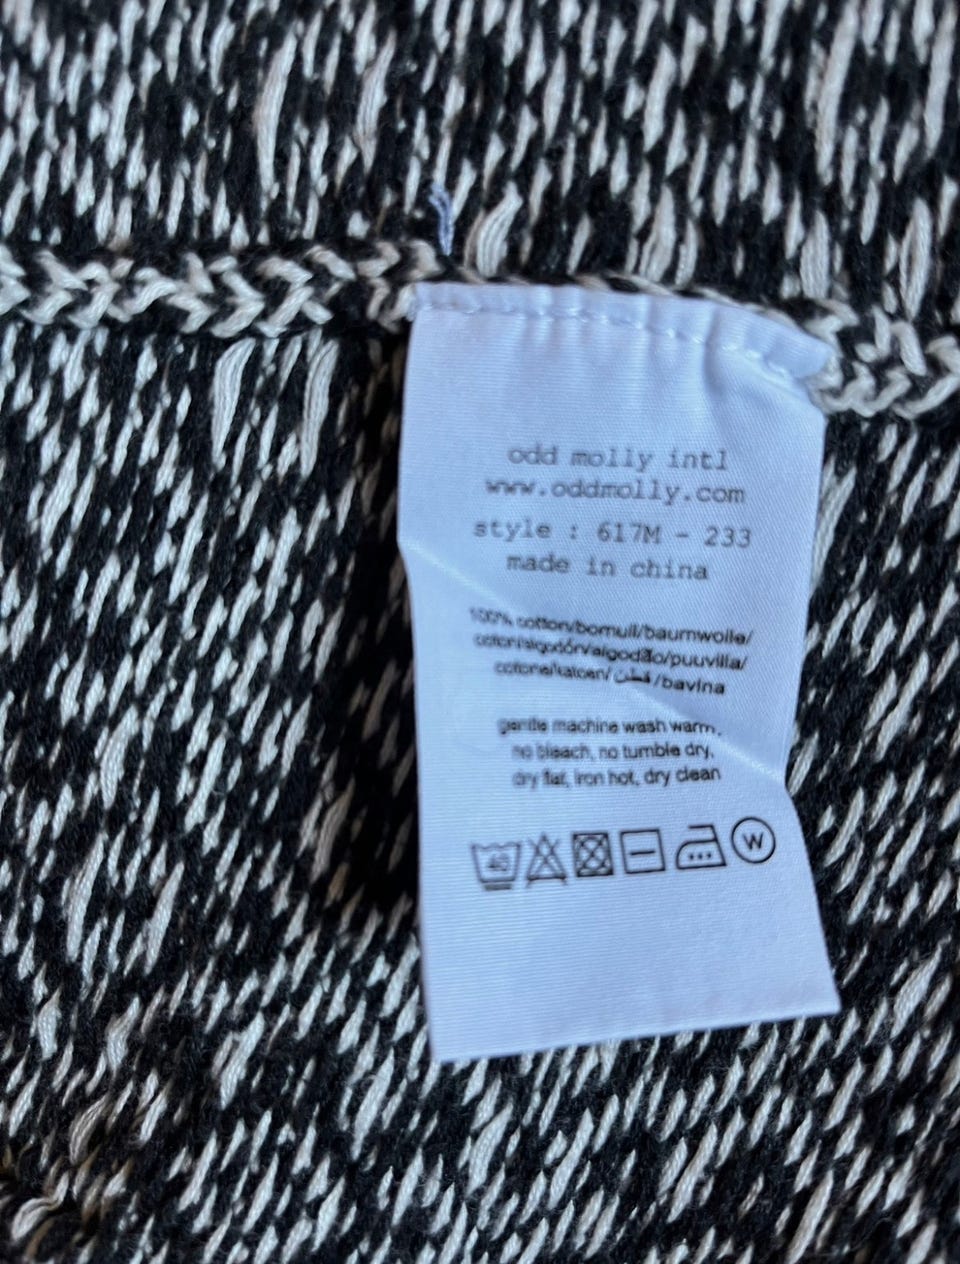 odd molly intl
www.oddmolly.com
style : 617M - 233
made in china
100% cotton/bomull/baumwolle/
coton/algodón/algodão/puuvilla/
cotone/katoen/قطن/bavlna
gentle machine wash warm,
no bleach, no tumble dry,
dry flat, iron hot, dry clean
40
W